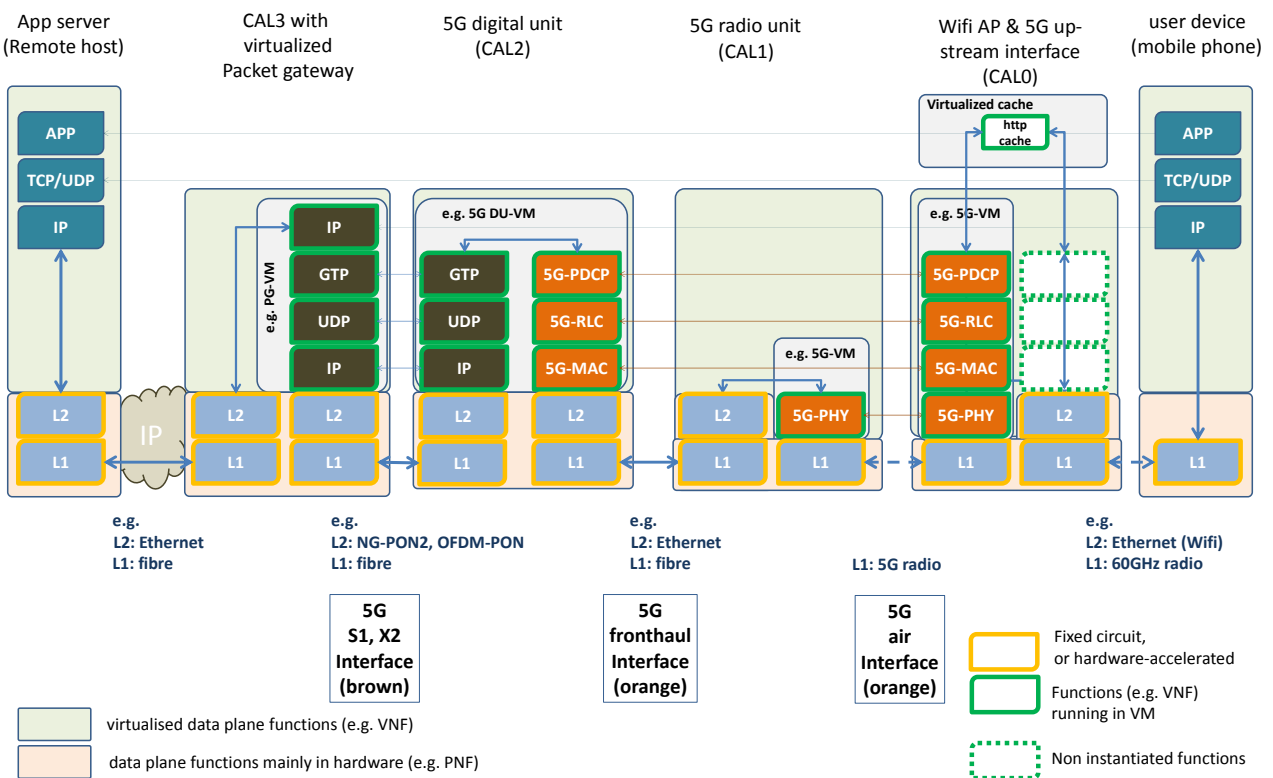 App server
(Remote host)
CAL3 with
virtualized
Packet gateway
5G digital unit
(CAL2)
5G radio unit
(CAL1)
Wifi AP & 5G up-
stream interface
(CAL0)
user device
(mobile phone)
Virtualized cache
http
cache
APP
TCP/UDP
IP
L2
L1
IP
e.g. PG-VM
IP
GTP
UDP
IP
L2
L2
L1
L1
e.g. 5G DU-VM
GTP
5G-PDCP
UDP
5G-RLC
IP
5G-MAC
L2
L2
L1
L1
e.g. 5G-VM
L2
5G-PHY
L1
L1
e.g. 5G-VM
5G-PDCP
5G-RLC
5G-MAC
5G-PHY
L2
L1
L1
APP
TCP/UDP
IP
L1
e.g.
L2: Ethernet
L1: fibre
e.g.
L2: NG-PON2, OFDM-PON
L1: fibre
e.g.
L2: Ethernet
L1: fibre
L1: 5G radio
e.g.
L2: Ethernet (Wifi)
L1: 60GHz radio
5G
S1, X2
Interface
(brown)
5G
fronthaul
Interface
(orange)
5G
air
Interface
(orange)
Fixed circuit,
or hardware-accelerated
Functions (e.g. VNF)
running in VM
Non instantiated functions
virtualised data plane functions (e.g. VNF)
data plane functions mainly in hardware (e.g. PNF)